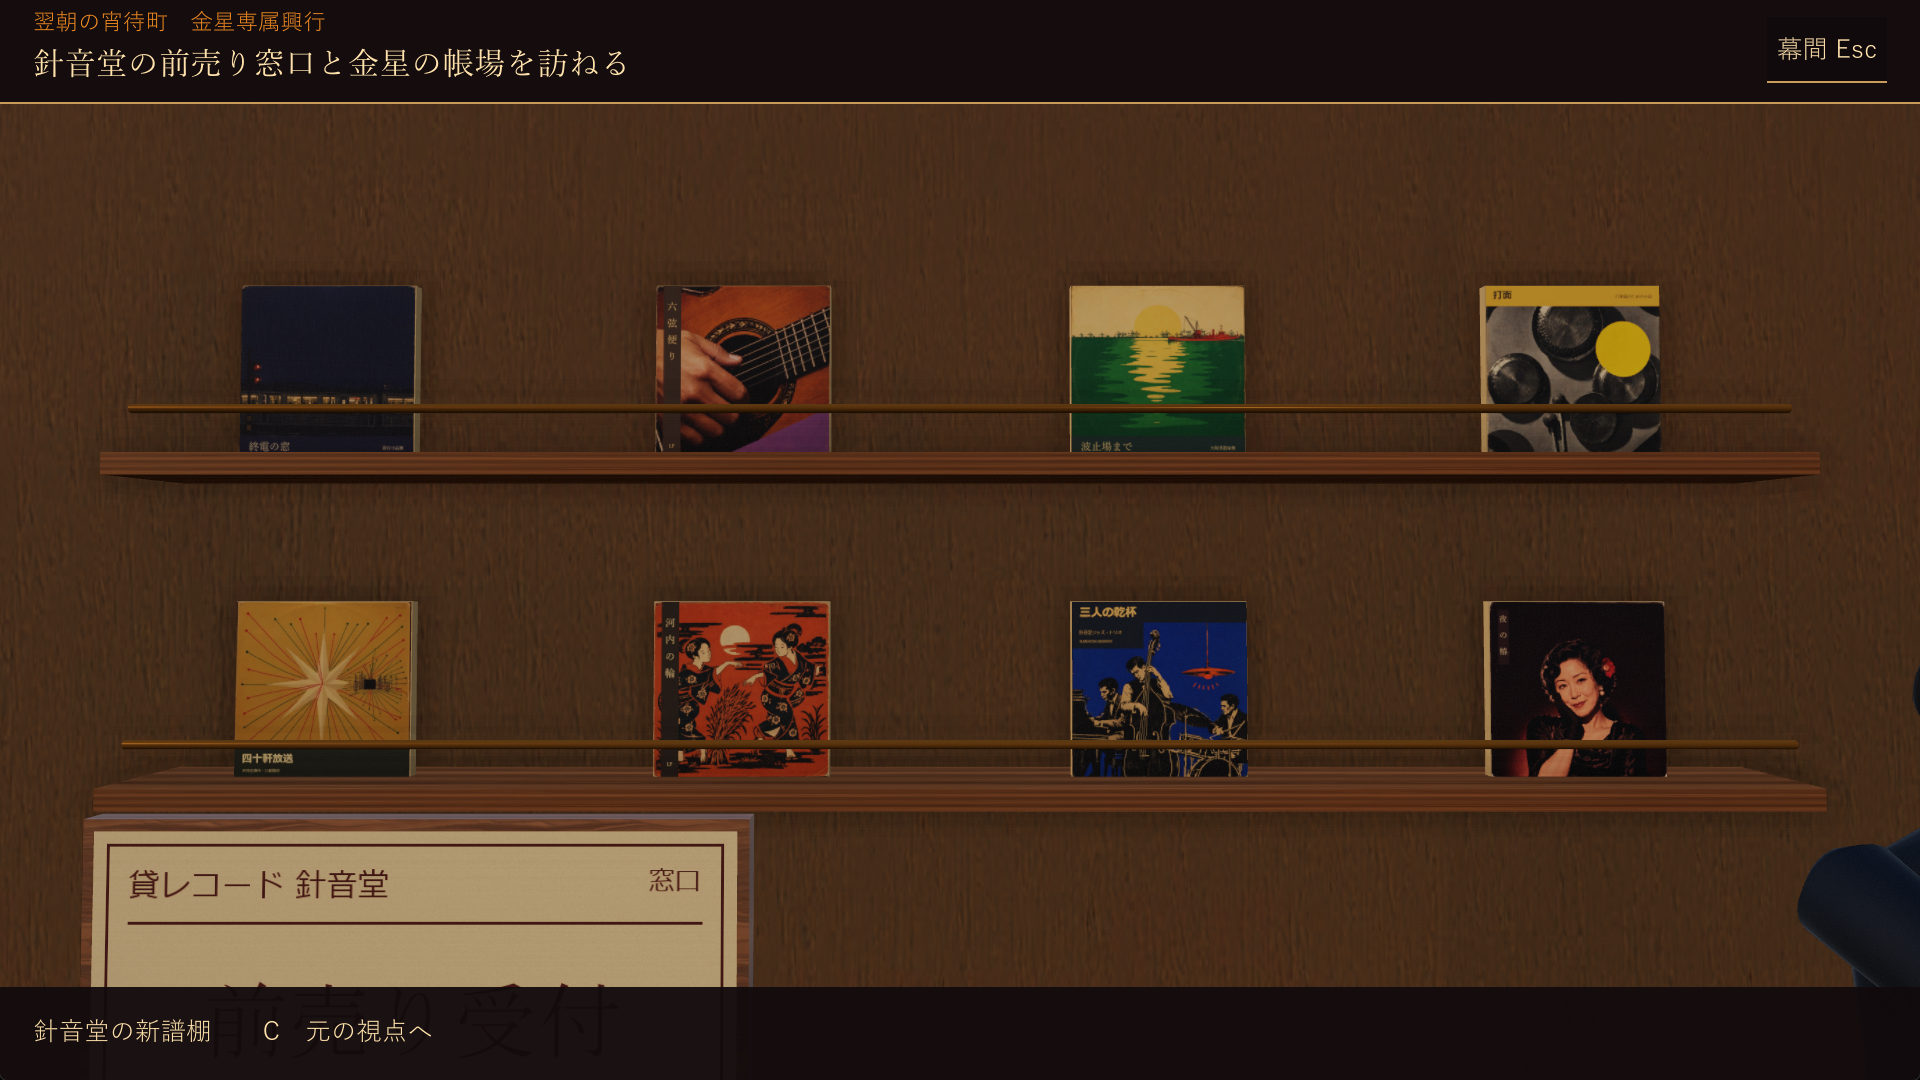 翌朝の宵待町　金星専属興行
針音堂の前売り窓口と金星の帳場を訪ねる
幕間 Esc
終電の窓
六弦便り
LP
波止場まで
打面
四十軒放送
河内の輪
LP
三人の乾杯
夜の椿
貸レコード 針音堂
窓口
前売り受付
針音堂の新譜棚　　C　元の視点へ